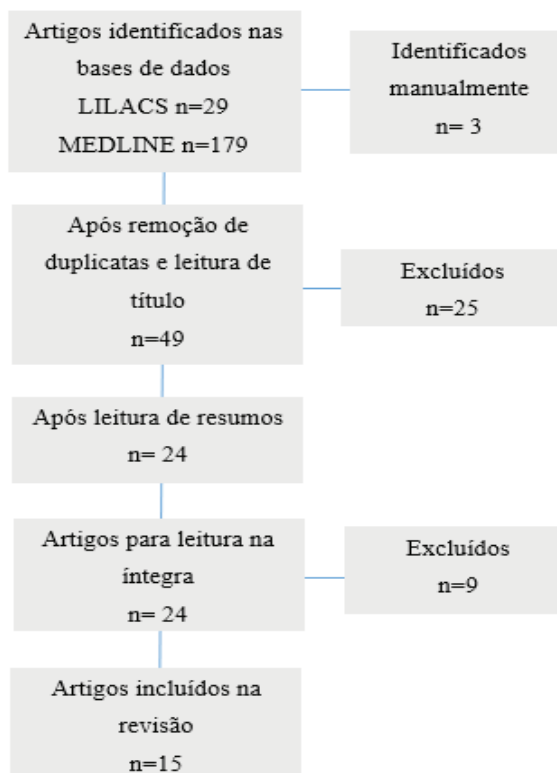 Artigos identificados nas
bases de dados
LILACS n=29
MEDLINE n=179
Identificados
manualmente
n= 3
Após remoção de
duplicatas e leitura de
título
n=49
Excluídos
n=25
Após leitura de resumos
n= 24
Artigos para leitura na
íntegra
n= 24
Excluídos
n=9
Artigos incluídos na
revisão
n=15